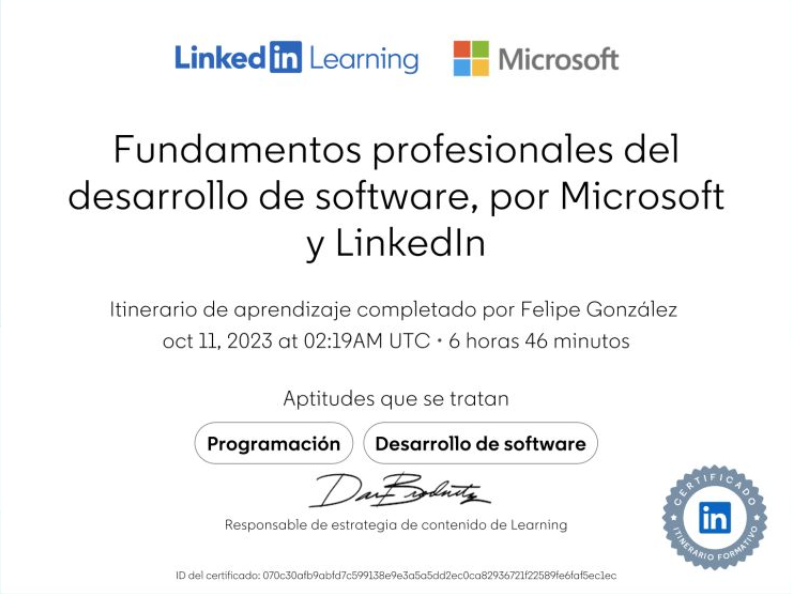 LinkedIn Learning Microsoft
Fundamentos profesionales del
desarrollo de software, por Microsoft
y LinkedIn
Itinerario de aprendizaje completado por Felipe González
oct 11, 2023 at 02:19AM UTC • 6 horas 46 minutos
Aptitudes que se tratan
Programación Desarrollo de software
Responsable de estrategia de contenido de Learning
CERTIFICADO
in
ITINERARIO FORMATIVO
ID del certificado: 070c30afb9abfd7c599138e9e3a5a5dd2ec0ca82936721f22589fe6faf5ec1ec